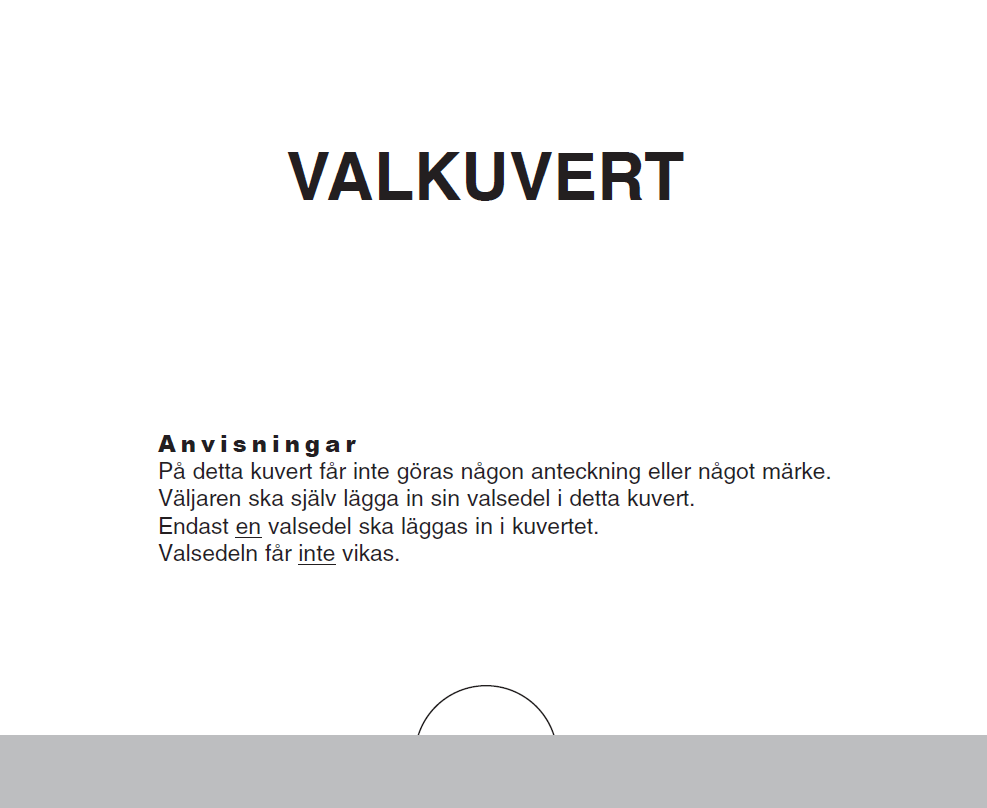 VALKUVERT
Anvisningar
På detta kuvert får inte göras någon anteckning eller något märke.
Väljaren ska själv lägga in sin valsedel i detta kuvert.
Endast en valsedel ska läggas in i kuvertet.
Valsedeln får inte vikas.